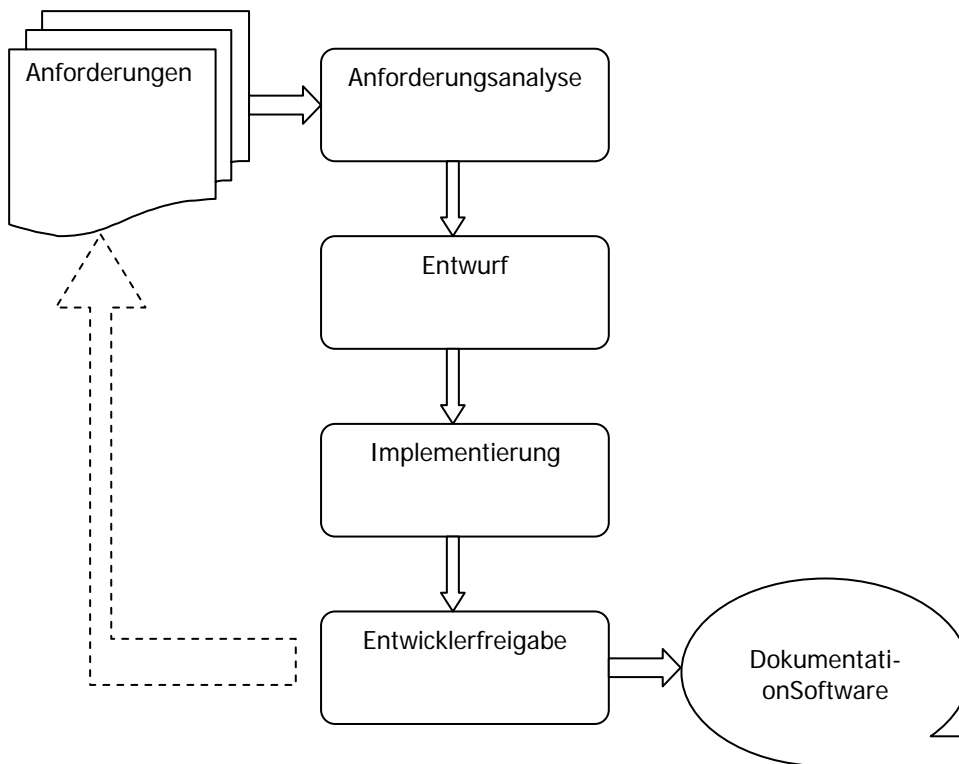 Anforderungen
Anforderungsanalyse
Entwurf
Implementierung
Entwicklerfreigabe
Dokumentati-
onSoftware